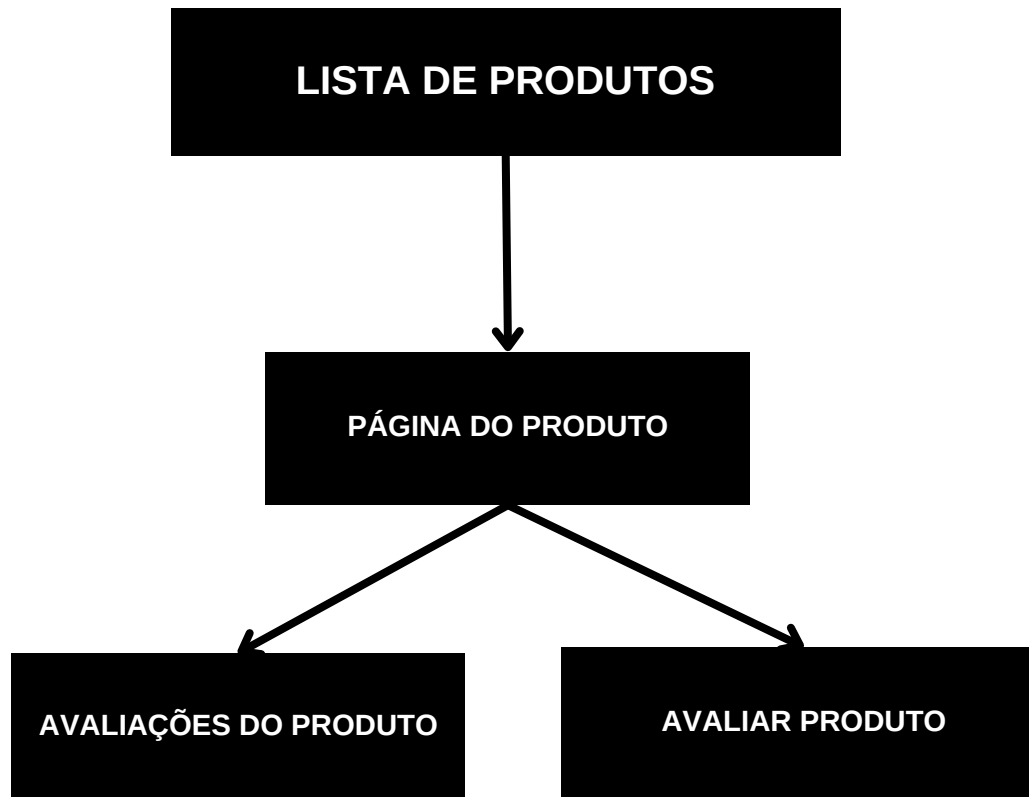 LISTA DE PRODUTOS
PÁGINA DO PRODUTO
AVALIAÇÕES DO PRODUTO
AVALIAR PRODUTO